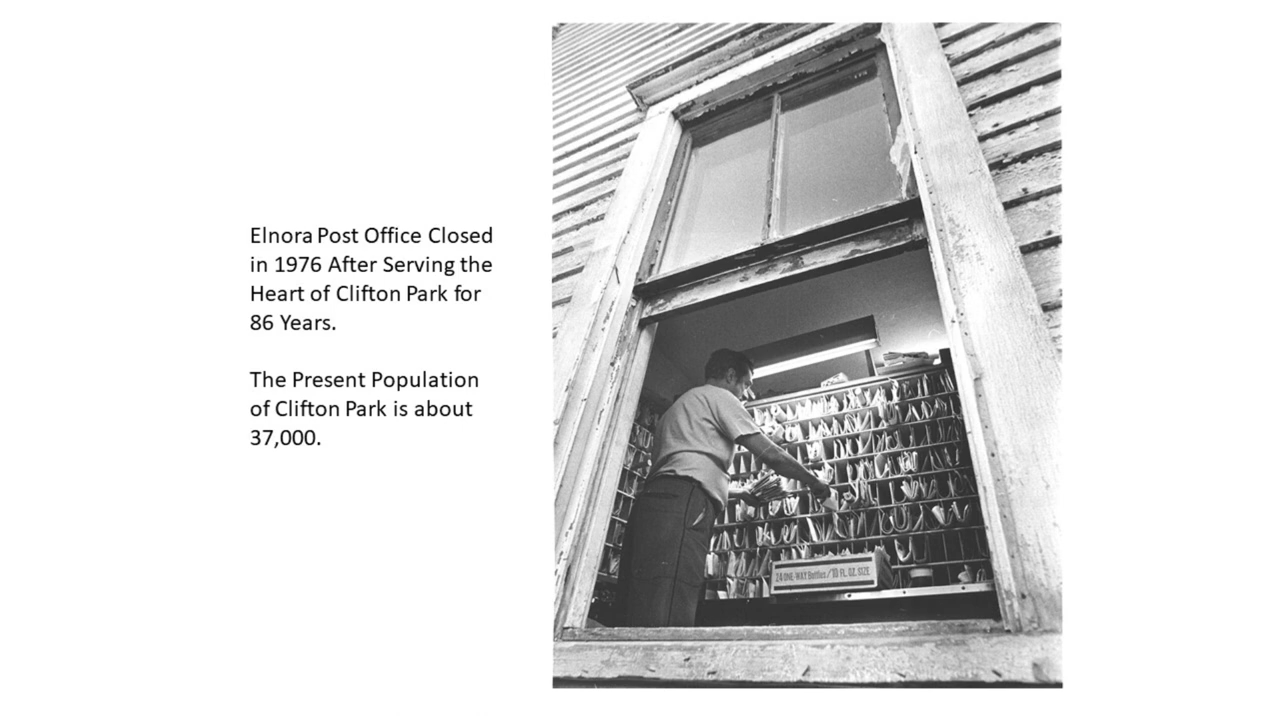 Elnora Post Office Closed
in 1976 After Serving the
Heart of Clifton Park for
86 Years.
The Present Population
of Clifton Park is about
37,000.
24 ONE-WAY Bottles/10 FL. OZ. SIZE